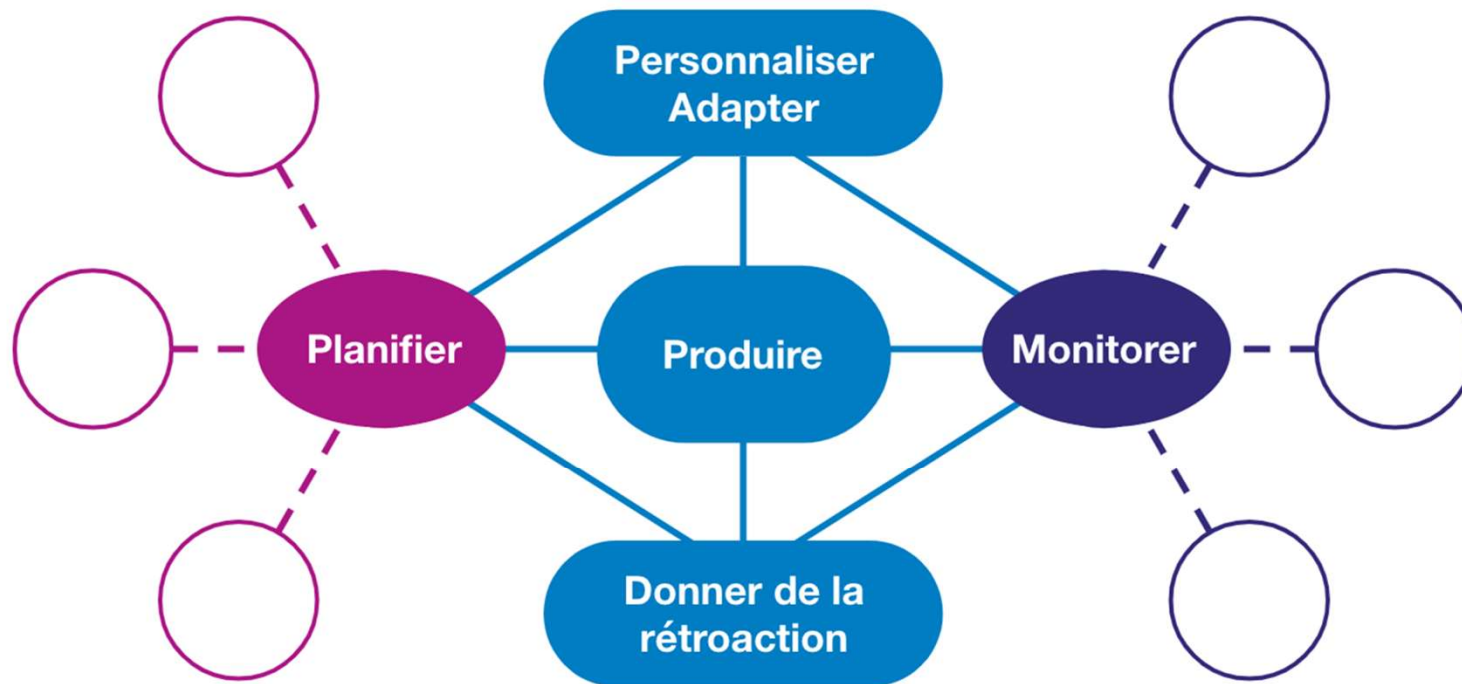 Personnaliser
Adapter
Planifier
Produire
Monitorer
Donner de la
rétroaction